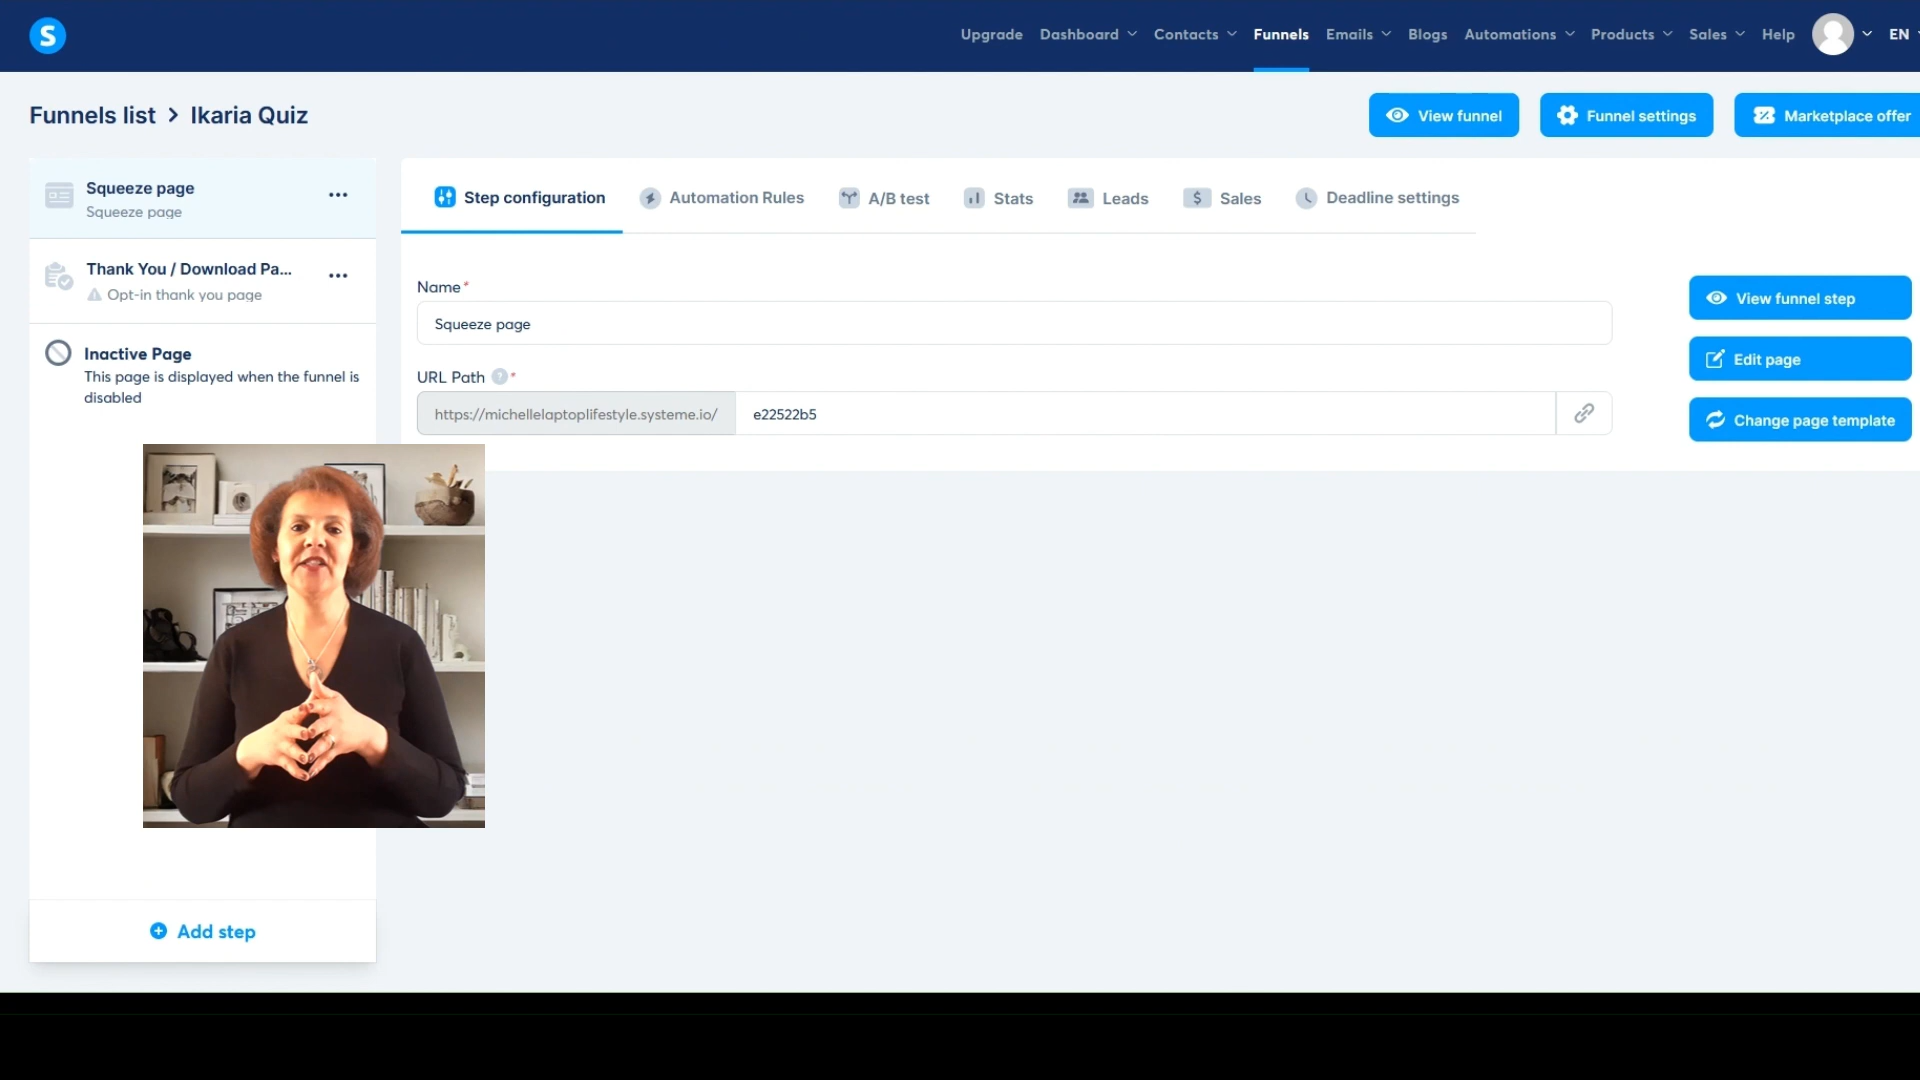 S
Upgrade Dashboard Contacts Funnels Emails Blogs Automations Products Sales Help EN
Funnels list > Ikaria Quiz
View funnel
Funnel settings
Marketplace offer
Squeeze page
Squeeze page
Thank You / Download Pa...
Opt-in thank you page
Inactive Page
This page is displayed when the funnel is
disabled
Add step
Step configuration
Automation Rules
A/B test
Stats
Leads
$ Sales
Deadline settings
Name*
Squeeze page
URL Path ? *
https://michellelaptoplifestyle.systeme.io/ e22522b5
View funnel step
Edit page
Change page template